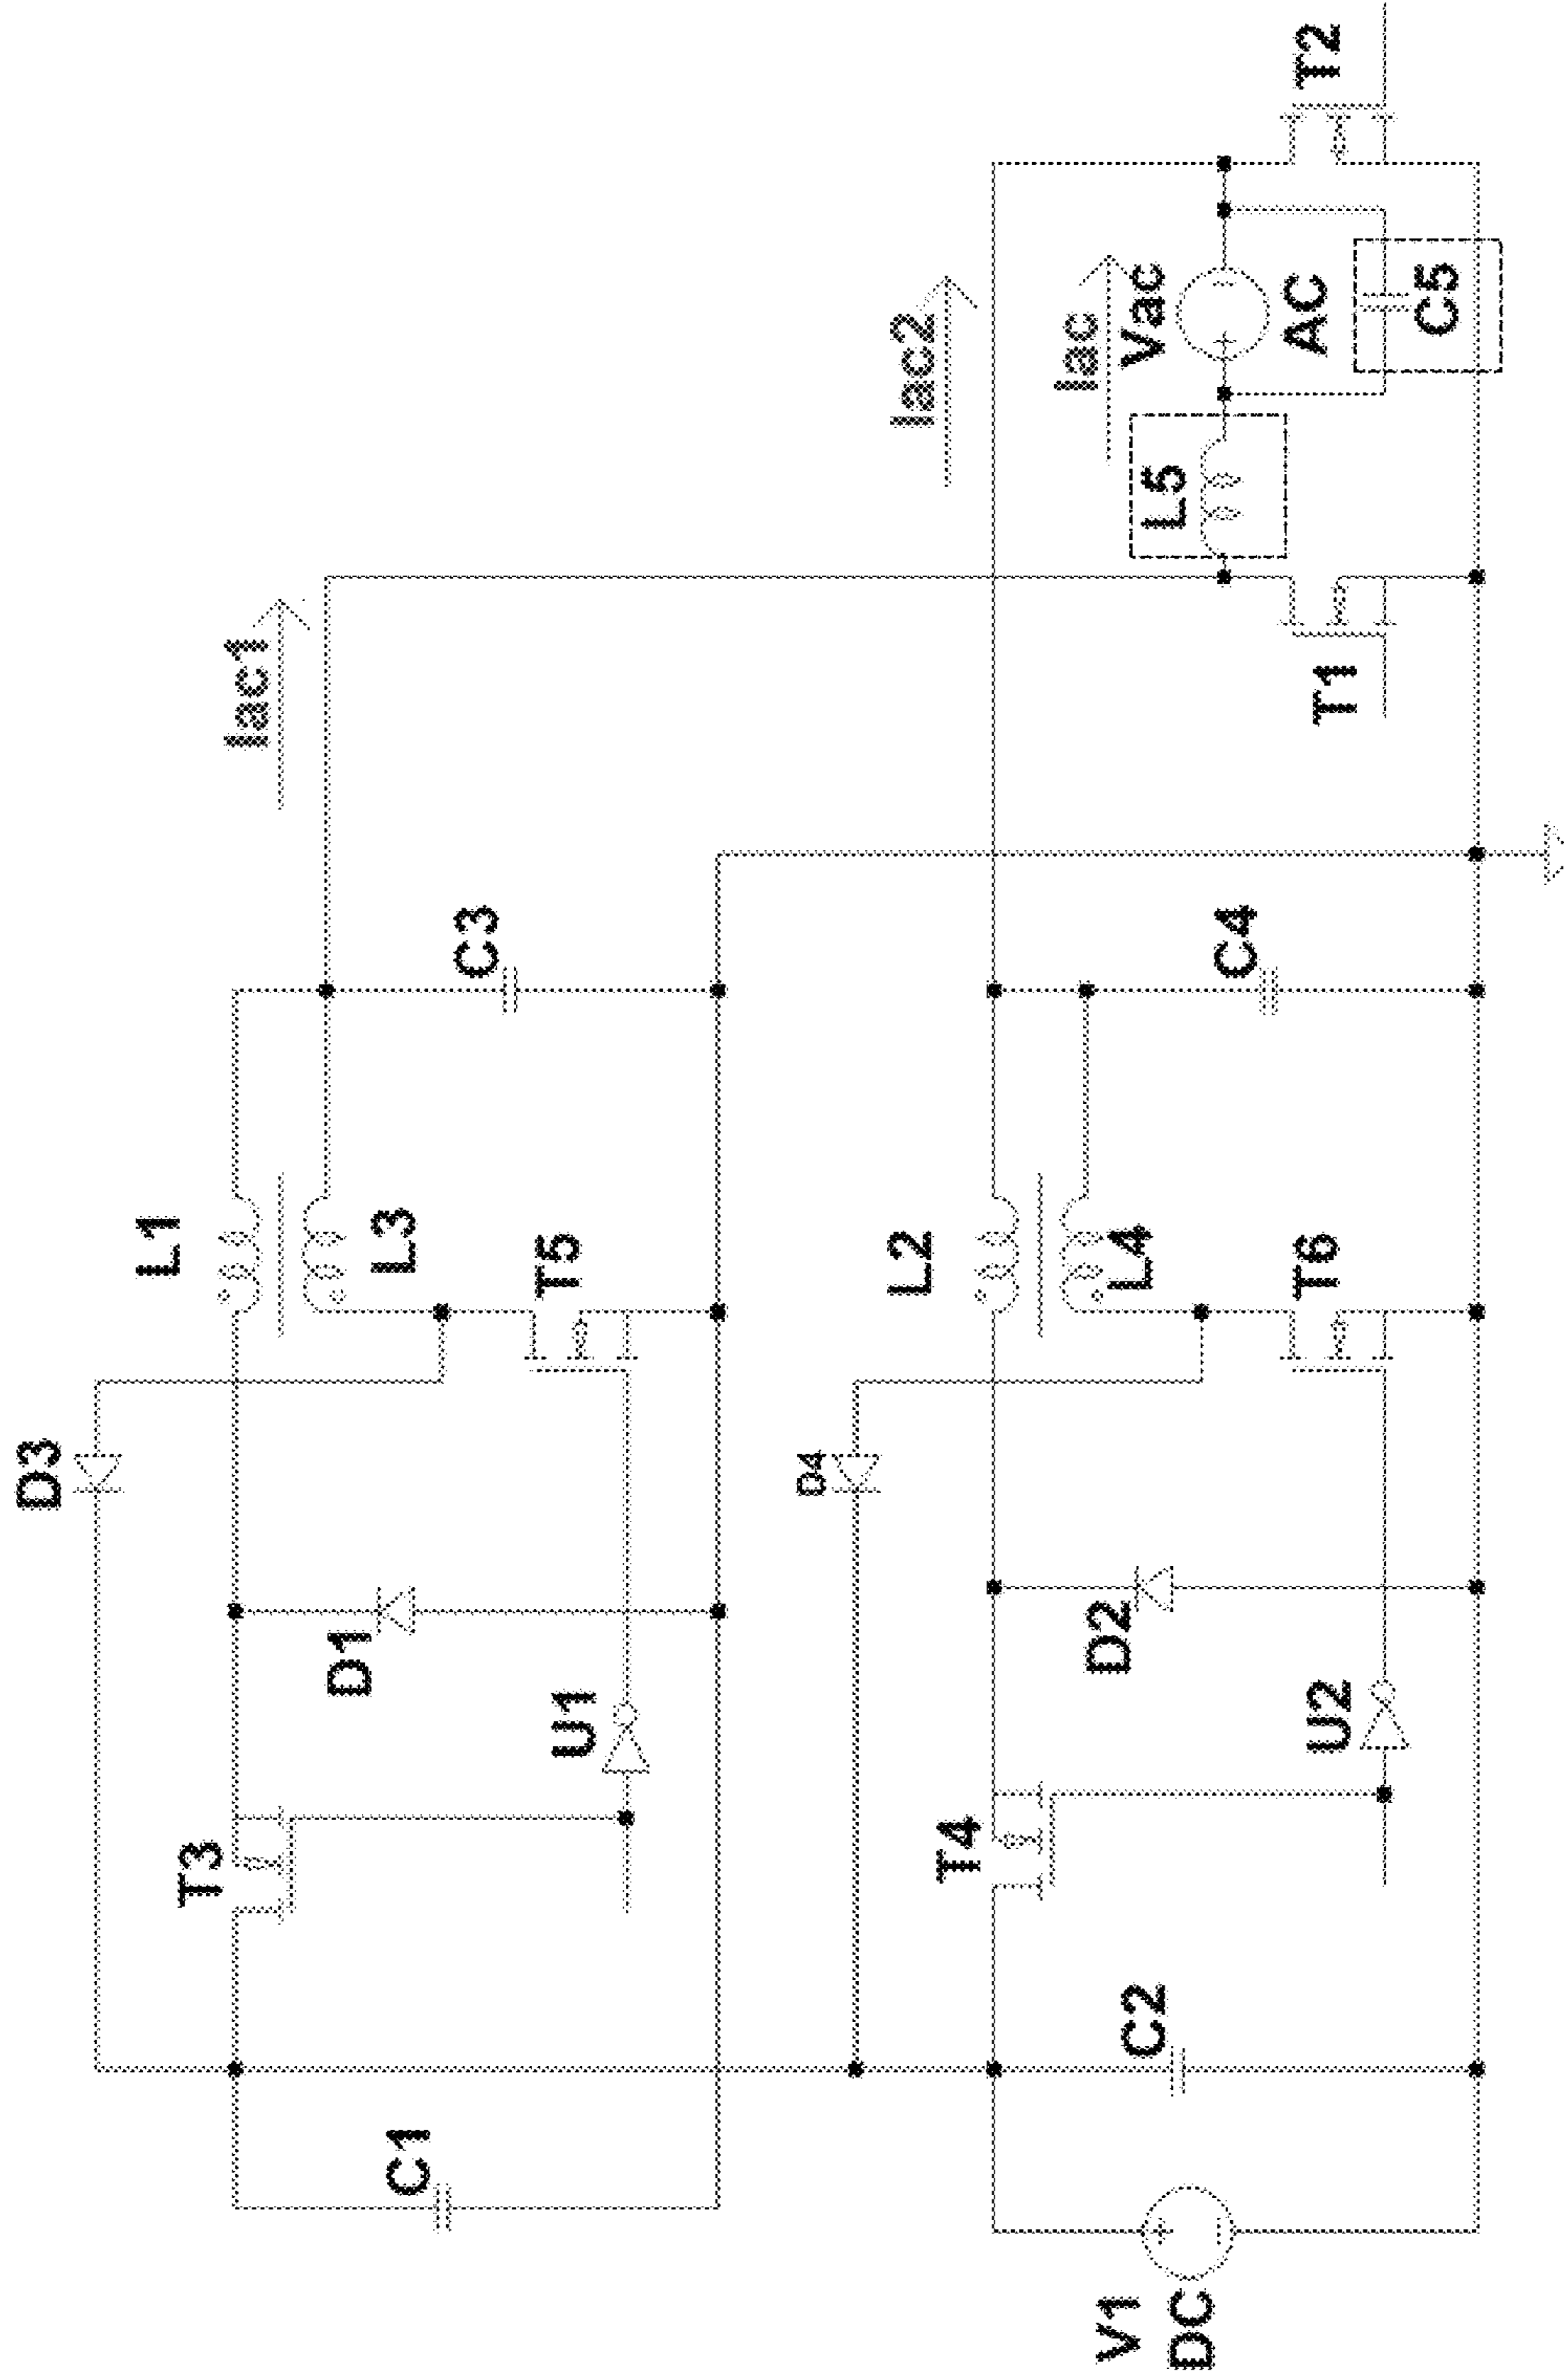 D3
L1
Iac1
T3
D1
L3
C3
C1
U1
T5
D4
L2
Iac2
T4
D2
L4
Iac
Vac
L5
C2
C4
U2
T6
T1
AC
T2
C5
V1
DC